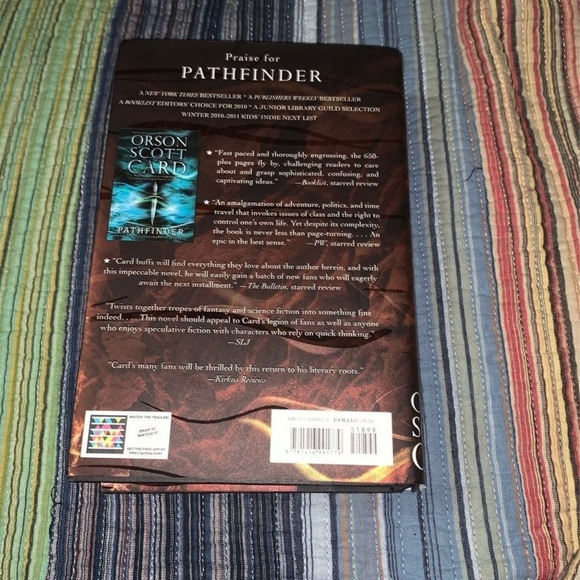 Praise for
PATHFINDER
A NEW YORK TIMES BESTSELLER * A PUBLISHERS WEEKLY BESTSELLER
A BOOKLIST EDITORS' CHOICE FOR 2010 * A JUNIOR LIBRARY GUILD SELECTION
WINTER 2010–2011 KIDS' INDIE NEXT LIST
ORSON
SCOTT
CARD
PATHFINDER
★ "Fast paced and thoroughly engrossing, the 650-
plus pages fly by, challenging readers to care
about and grasp sophisticated, confusing, and
captivating ideas." —Booklist, starred review
★ "An amalgamation of adventure, politics, and time
travel that invokes issues of class and the right to
control one's own life. Yet despite its complexity,
the book is never less than page-turning. . . . An
epic in the best sense." —PW, starred review
★ "Card buffs will find everything they love about the author herein, and with
this impeccable novel, he will easily gain a batch of new fans who will eagerly
await the next installment." —The Bulletin, starred review
"Twists together tropes of fantasy and science fiction into something fine
indeed. . . . This novel should appeal to Card's legion of fans as well as anyone
who enjoys speculative fiction with characters who rely on quick thinking."
—SLJ
"Card's many fans will be thrilled by this return to his literary roots."
—Kirkus Reviews
WATCH THE TRAILER!
SNAP IT!
WATCH IT.
GET THE FREE APP AT
51899
O
S
C